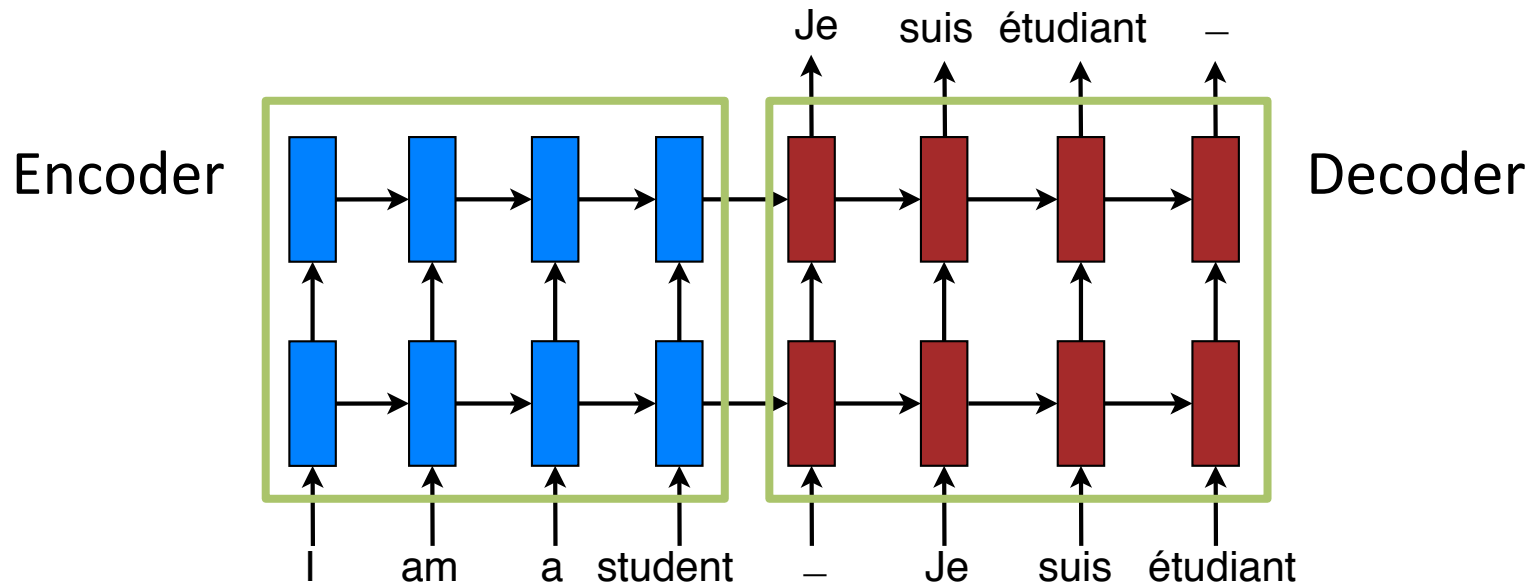 Je suis étudiant –
Encoder
Decoder
I am a student – Je suis étudiant